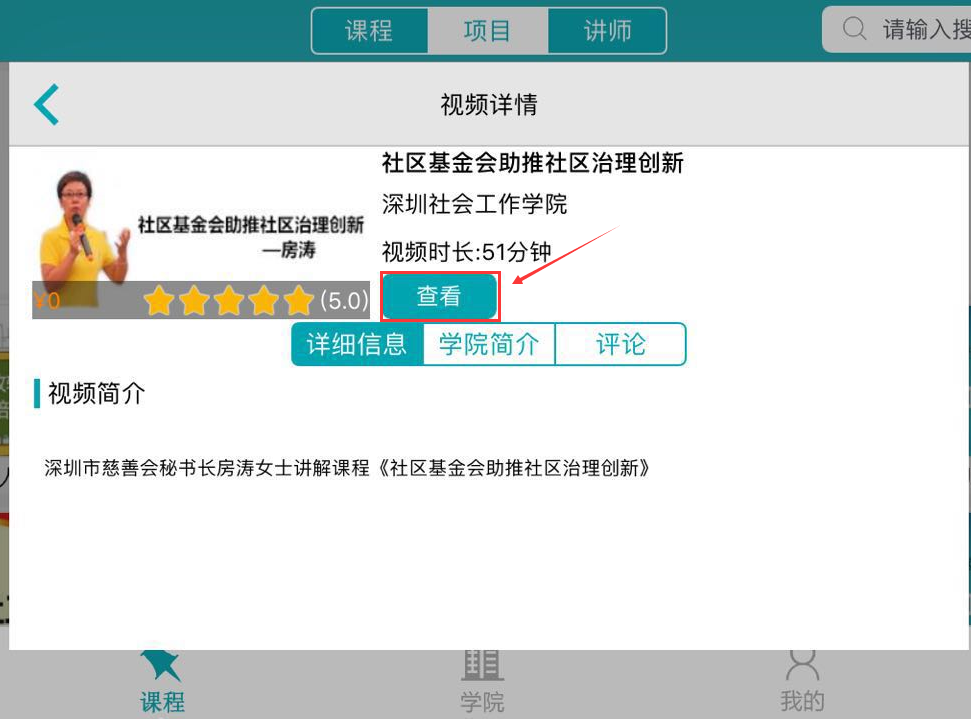 课程 项目 讲师 请输入搜
视频详情
社区基金会助推社区治理创新
深圳社会工作学院
视频时长:51分钟
社区基金会助推社区治理创新
—房涛
¥0 (5.0)
查看
详细信息 学院简介 评论
视频简介
深圳市慈善会秘书长房涛女士讲解课程《社区基金会助推社区治理创新》
课程 学院 我的